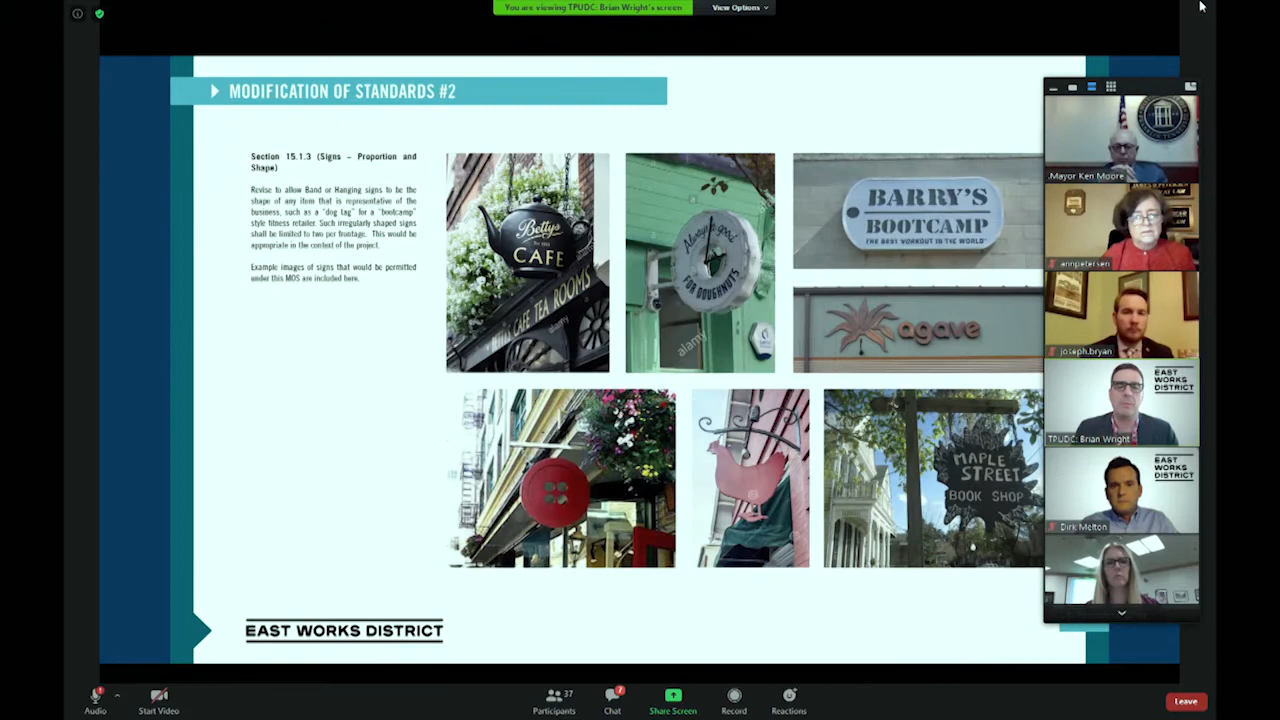 You are viewing TPUDC: Brian Wright's screen
View Options
MODIFICATION OF STANDARDS #2
Section 15.1.3 (Signs – Proportion and
Shape)
Revise to allow Band or Hanging signs to be the
shape of any item that is representative of the
business, such as a "dog tag" for a "bootcamp"
style fitness retailer. Such irregularly shaped signs
shall be limited to two per frontage. This would be
appropriate in the context of the project.
Example images of signs that would be permitted
under this MOS are included here.
Bettys
CAFE
CAFE TEA ROOMS
alamy
Always a good
FOR DOUGHNUTS
alamy
BARRY'S
BOOTCAMP
THE BEST WORKOUT IN THE WORLD
agave
MAPLE
STREET
BOOK SHOP
EAST WORKS DISTRICT
.Mayor Ken Moore
annpetersen
joseph.bryan
EAST
WORKS
DISTRICT
TPUDC: Brian Wright
EAST
WORKS
DISTRICT
Dirk Melton
Audio
Start Video
37
Participants
7
Chat
Share Screen
Record
Reactions
Leave